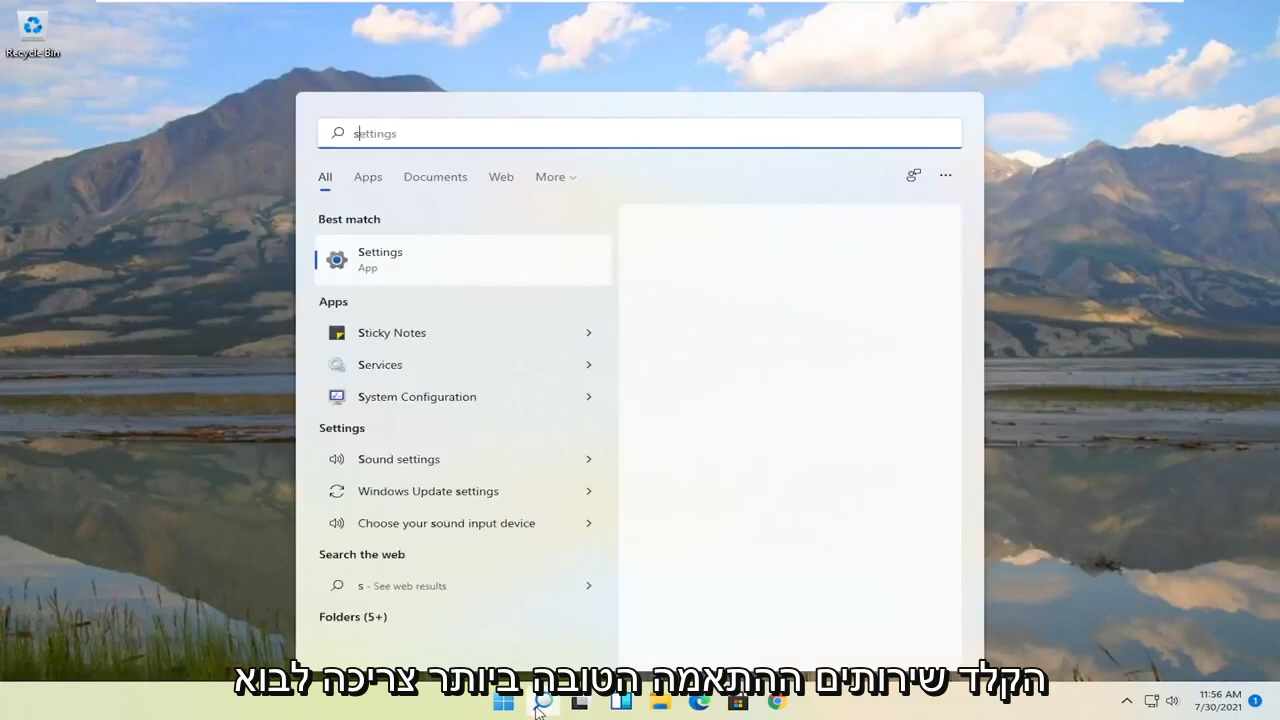 Recycle Bin
settings
All Apps Documents Web More
Best match
Settings
App
Apps
Sticky Notes
Services
System Configuration
Settings
Sound settings
Windows Update settings
Choose your sound input device
Search the web
s - See web results
Folders (5+)
הקלד שירותים ההתאמה הטובה ביותר צריכה לבוא
11:56 AM
7/30/2021
1